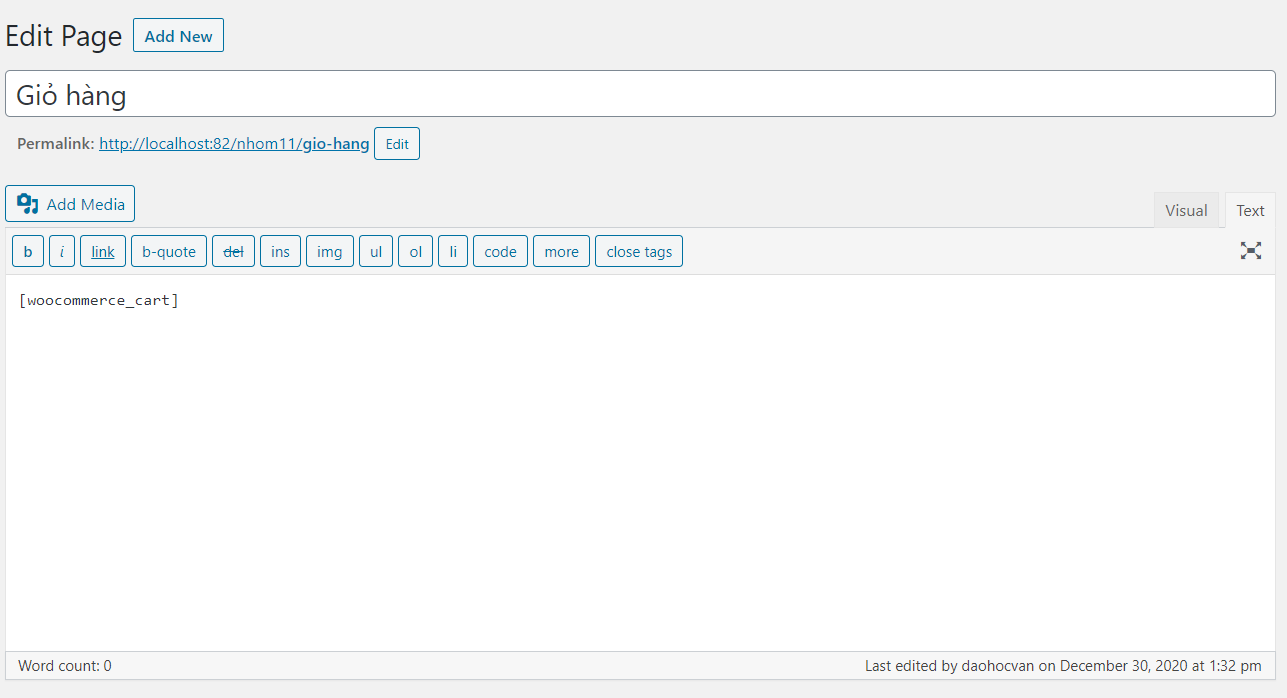 Edit Page Add New
Giỏ hàng
Permalink: http://localhost:82/nhom11/gio-hang Edit
Add Media
Visual Text
b i link b-quote del ins img ul ol li code more close tags
[woocommerce_cart]
Word count: 0 Last edited by daohocvan on December 30, 2020 at 1:32 pm